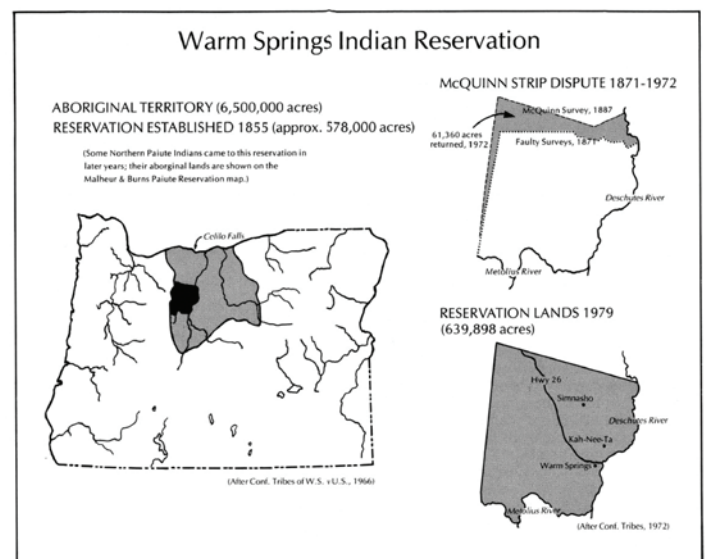 Warm Springs Indian Reservation
ABORIGINAL TERRITORY (6,500,000 acres)
RESERVATION ESTABLISHED 1855 (approx. 578,000 acres)
(Some Northern Paiute Indians came to this reservation in
later years; their aborginal lands are shown on the
Malheur & Burns Paiute Reservation map.)
Celilo Falls
(After Conf. Tribes of W.S. v U.S., 1966)
McQUINN STRIP DISPUTE 1871-1972
McQuinn Survey, 1887
61,360 acres
returned, 1972
Faulty Surveys, 1871
Deschutes River
Metolius River
RESERVATION LANDS 1979
(639,898 acres)
Hwy 26
Simnasho
Deschutes River
Kah-Nee-Ta
Warm Springs
Metolius River
(After Conf. Tribes, 1972)